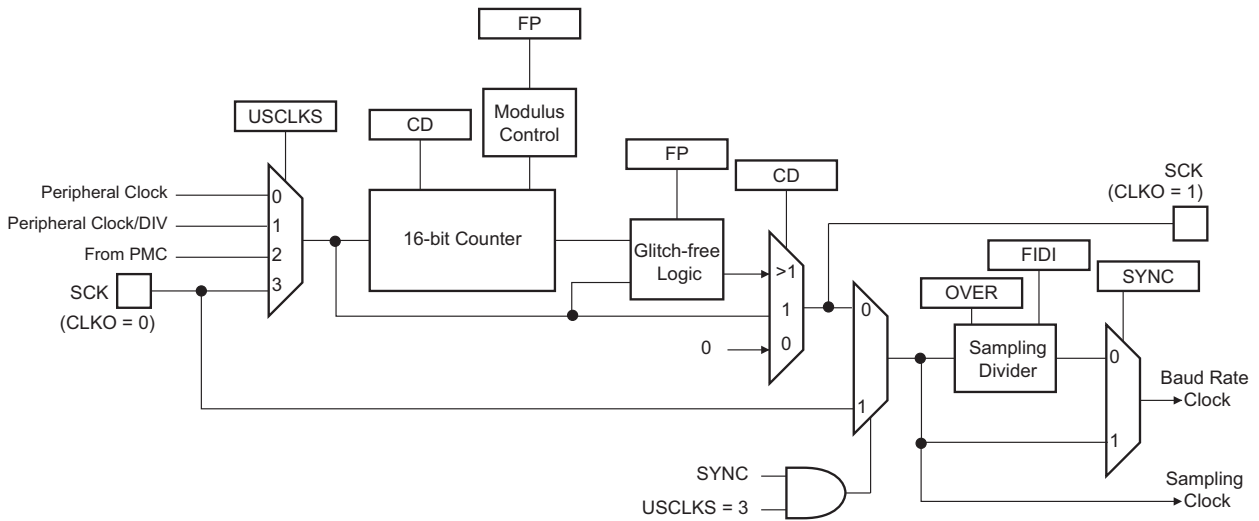 FP
USCLKS
CD
Modulus
Control
FP
CD
SCK
(CLKO = 1)
Peripheral Clock
0
Peripheral Clock/DIV
1
16-bit Counter
Glitch-free
Logic
From PMC
2
>1
FIDI
SCK
3
OVER
SYNC
(CLKO = 0)
1
0
0
0
Sampling
Divider
0
Baud Rate
Clock
1
1
SYNC
USCLKS = 3
Sampling
Clock